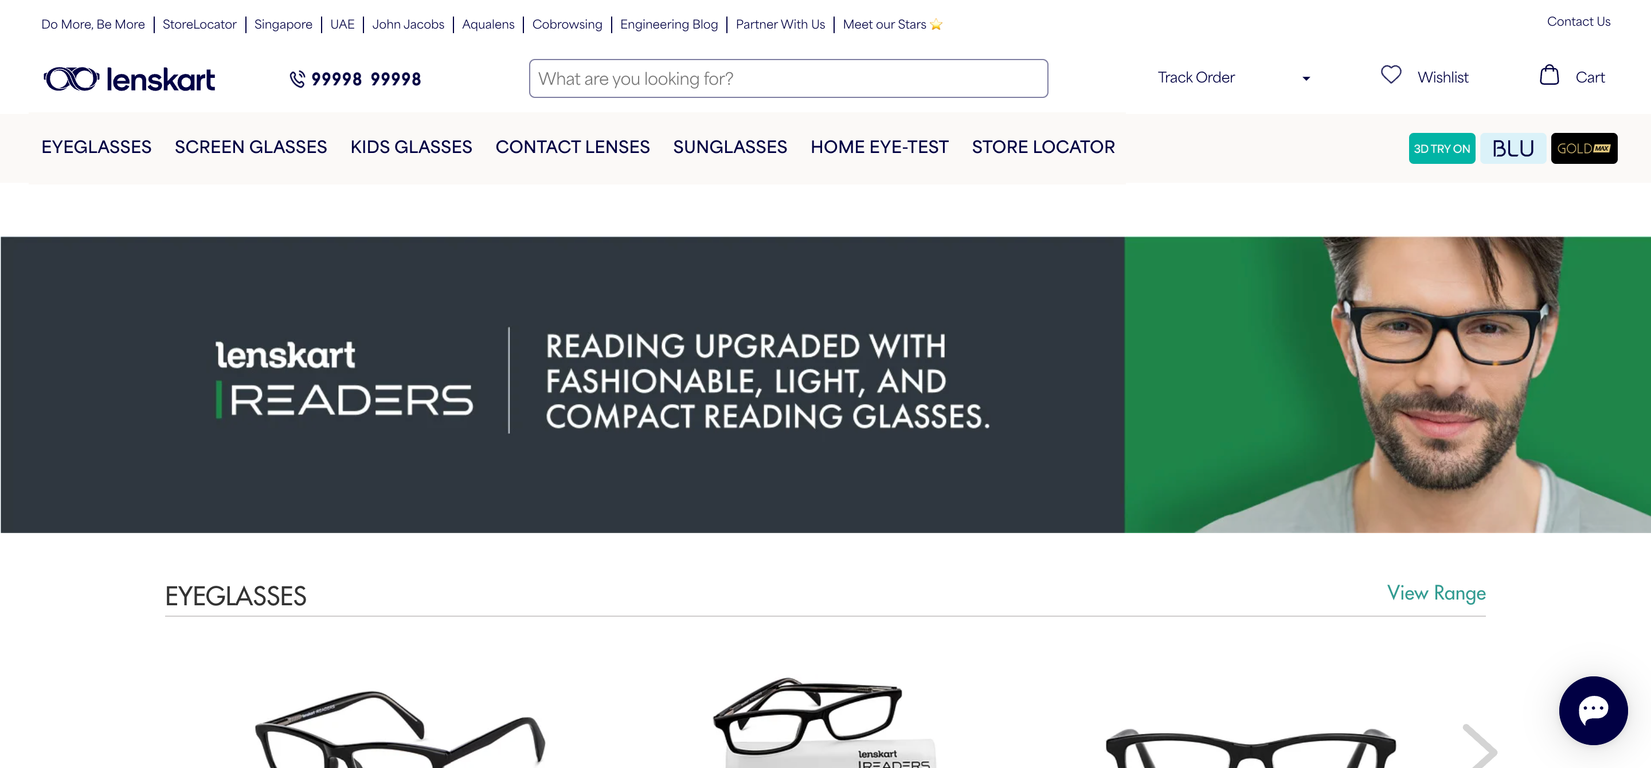 Do More, Be More | StoreLocator | Singapore | UAE | John Jacobs | Aqualens | Cobrowsing | Engineering Blog | Partner With Us | Meet our Stars ⭐
Contact Us
lenskart
99998 99998
What are you looking for?
Track Order
Wishlist
Cart
EYEGLASSES SCREEN GLASSES KIDS GLASSES CONTACT LENSES SUNGLASSES HOME EYE-TEST STORE LOCATOR
3D TRY ON
BLU
GOLD MAX
lenskart
READERS
READING UPGRADED WITH
FASHIONABLE, LIGHT, AND
COMPACT READING GLASSES.
EYEGLASSES
View Range
lenskart
READERS